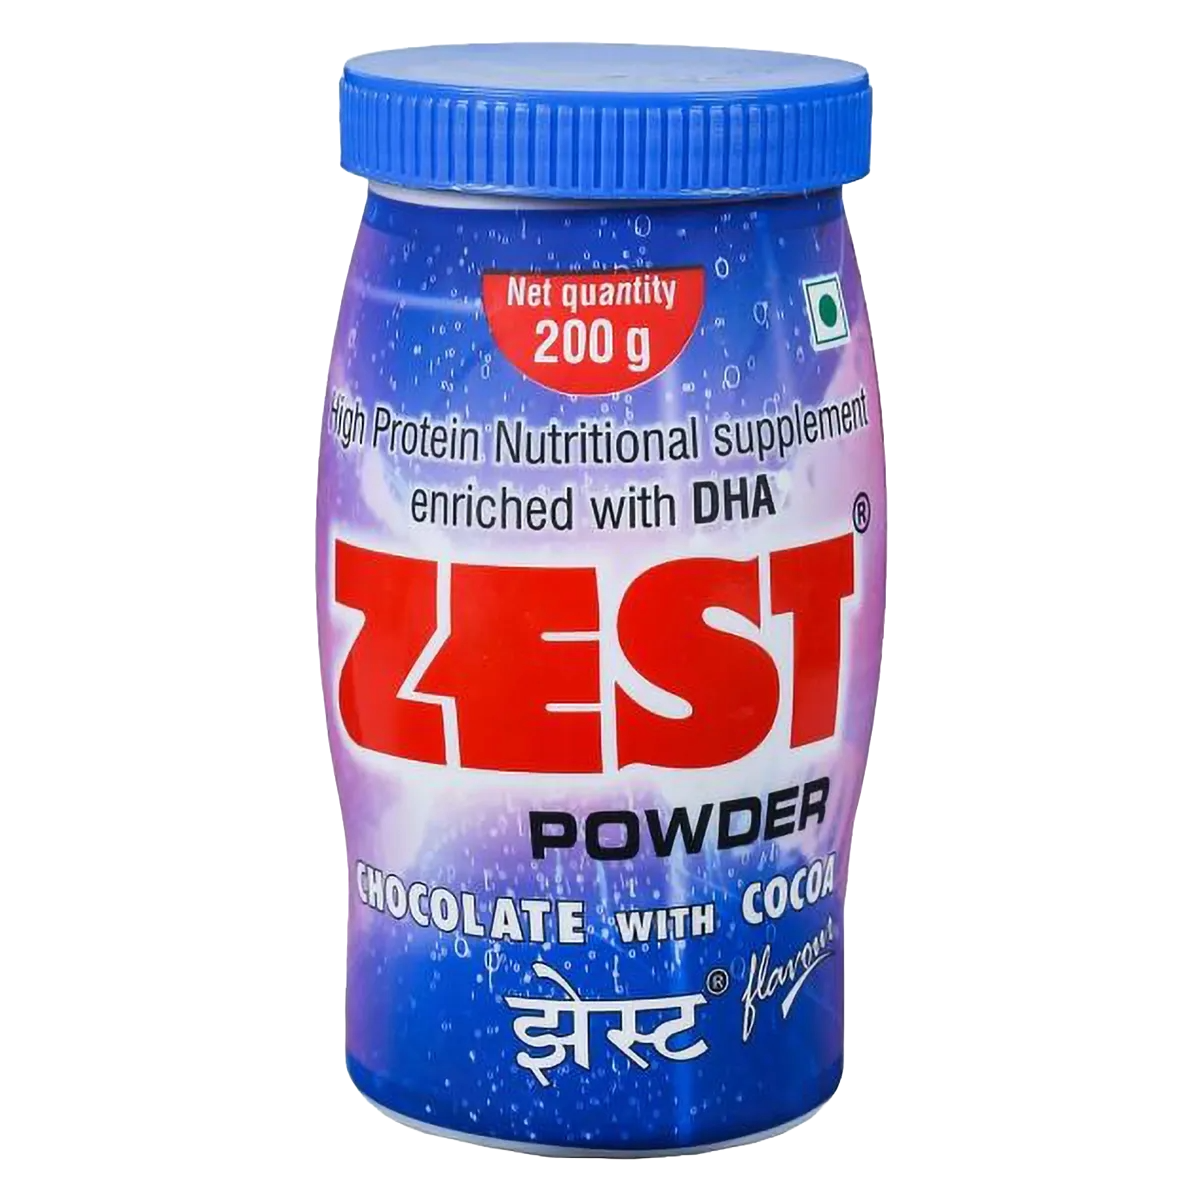 Net quantity
200 g
High Protein Nutritional supplement
enriched with DHA
ZEST®
POWDER
CHOCOLATE WITH COCOA
flavour
झेस्ट®